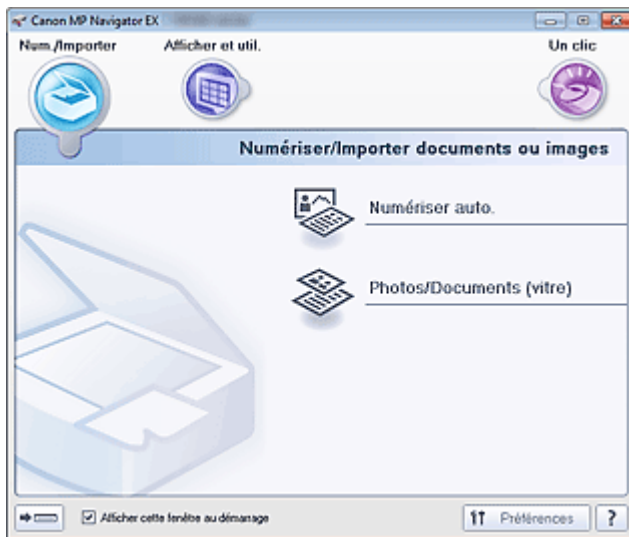 Canon MP Navigator EX
Num./Importer
Afficher et util.
Un clic
Numériser/Importer documents ou images
Numériser auto.
Photos/Documents (vitre)
Afficher cette fenêtre au démarrage
Préférences
?